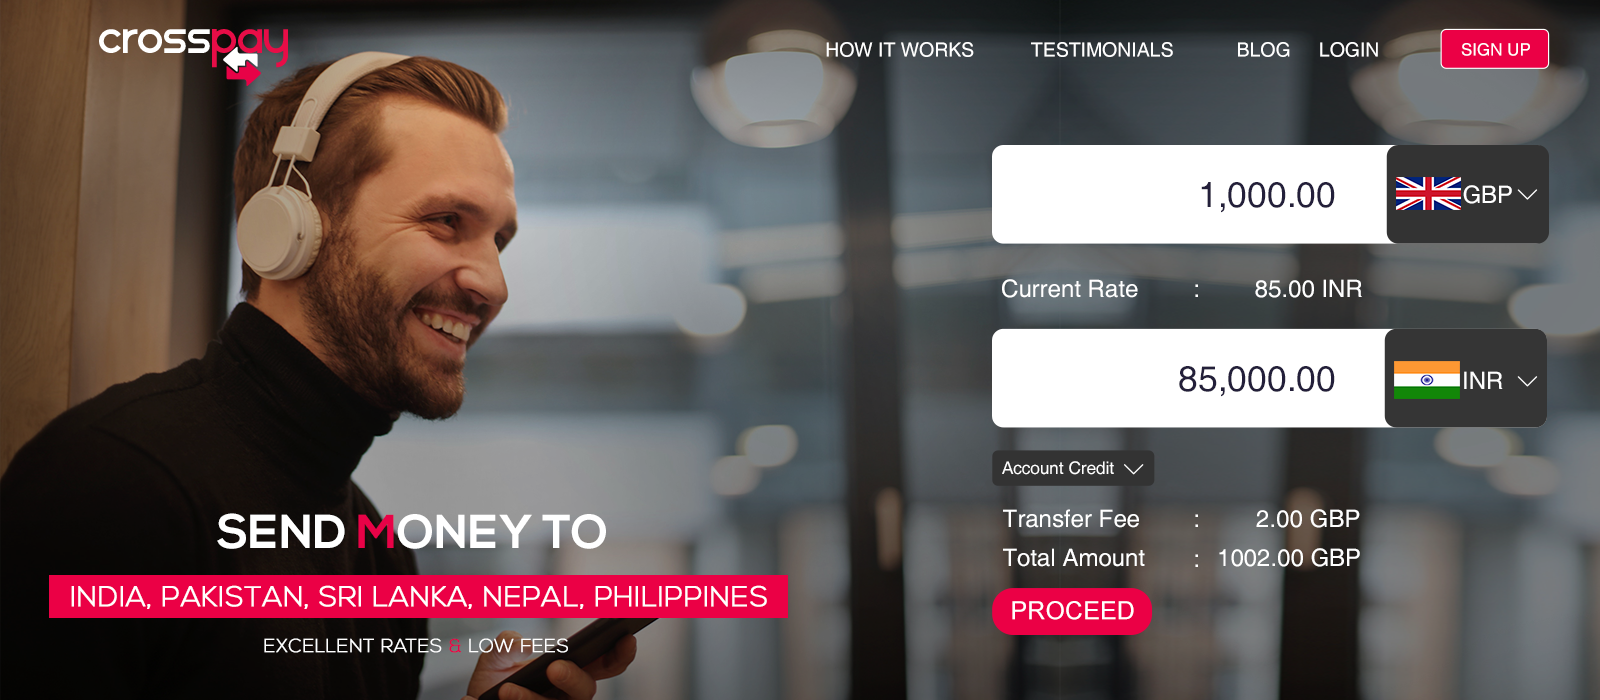 crosspay
HOW IT WORKS TESTIMONIALS BLOG LOGIN SIGN UP
1,000.00 GBP
Current Rate : 85.00 INR
85,000.00 INR
Account Credit
Transfer Fee : 2.00 GBP
Total Amount : 1002.00 GBP
PROCEED
SEND MONEY TO
INDIA, PAKISTAN, SRI LANKA, NEPAL, PHILIPPINES
EXCELLENT RATES & LOW FEES